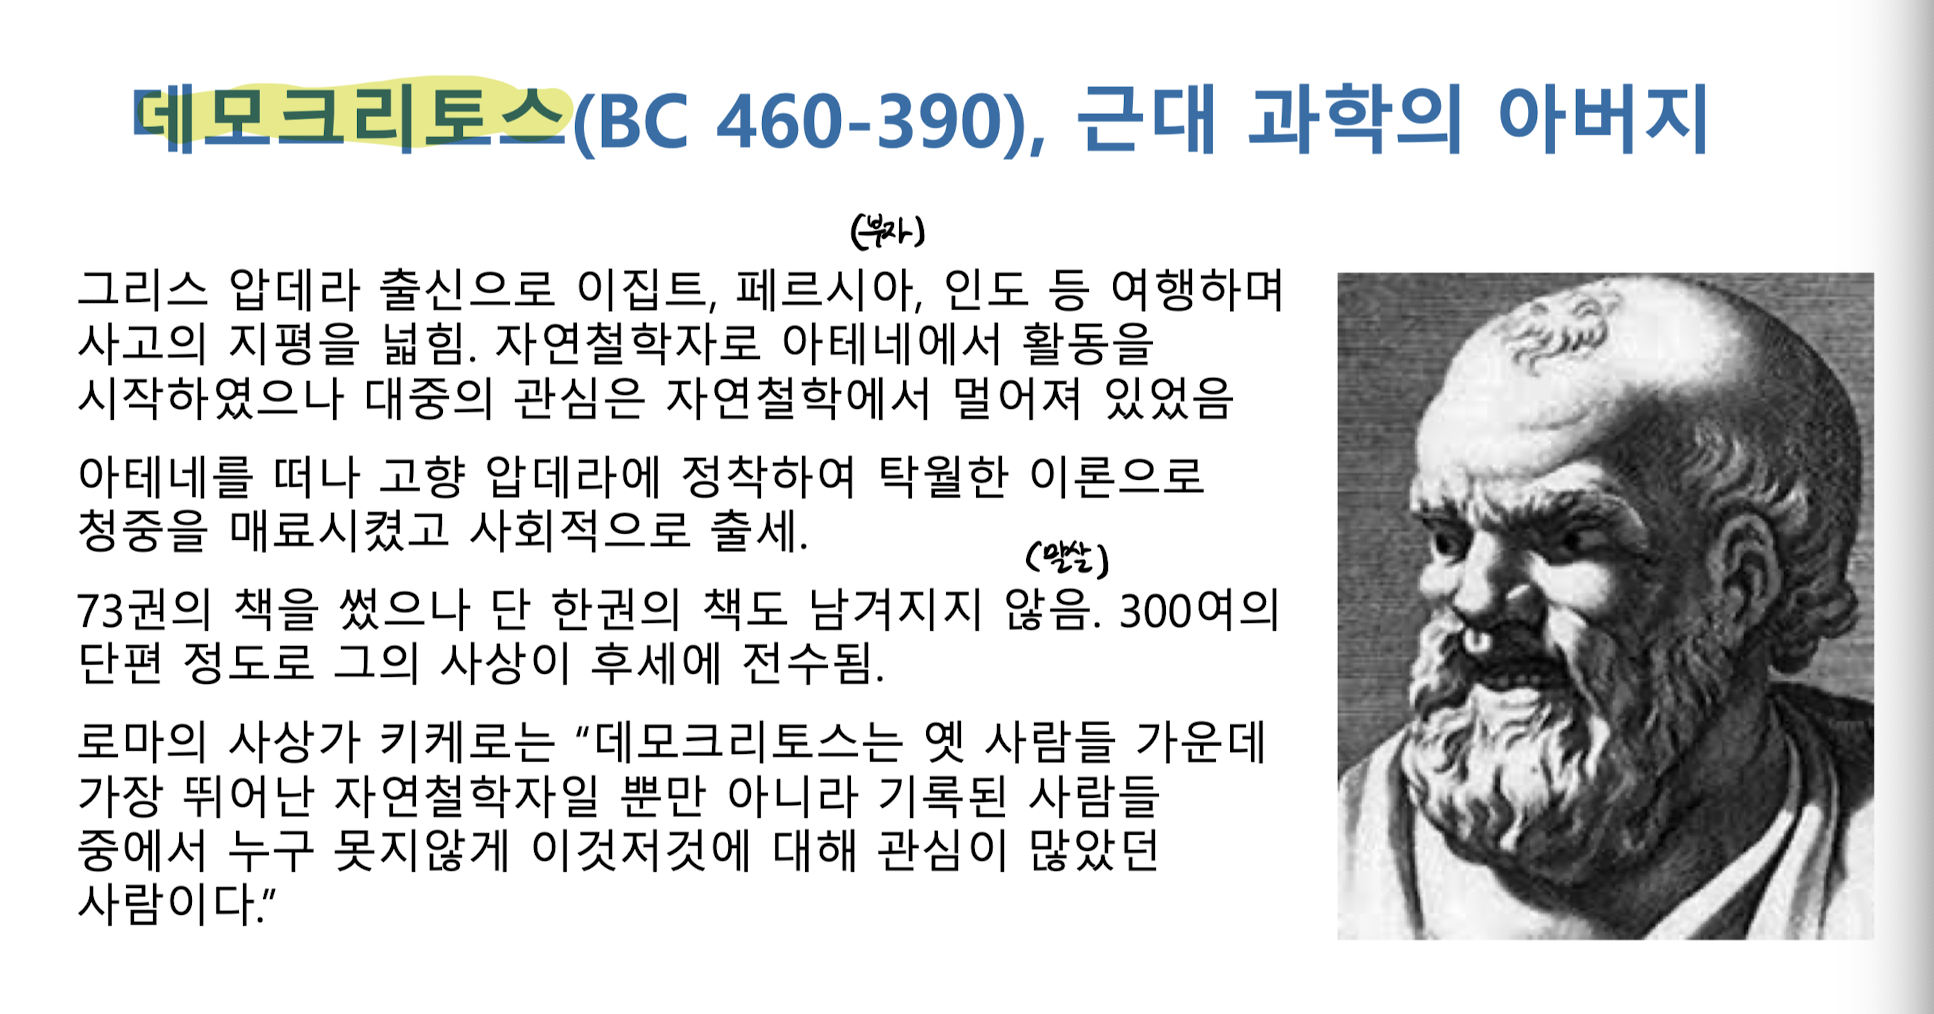 데모크리토스(BC 460-390), 근대 과학의 아버지
(부자)
그리스 압데라 출신으로 이집트, 페르시아, 인도 등 여행하며
사고의 지평을 넓힘. 자연철학자로 아테네에서 활동을
시작하였으나 대중의 관심은 자연철학에서 멀어져 있었음
아테네를 떠나 고향 압데라에 정착하여 탁월한 이론으로
청중을 매료시켰고 사회적으로 출세.
(말살)
73권의 책을 썼으나 단 한권의 책도 남겨지지 않음. 300여의
단편 정도로 그의 사상이 후세에 전수됨.
로마의 사상가 키케로는 “데모크리토스는 옛 사람들 가운데
가장 뛰어난 자연철학자일 뿐만 아니라 기록된 사람들
중에서 누구 못지않게 이것저것에 대해 관심이 많았던
사람이다.”